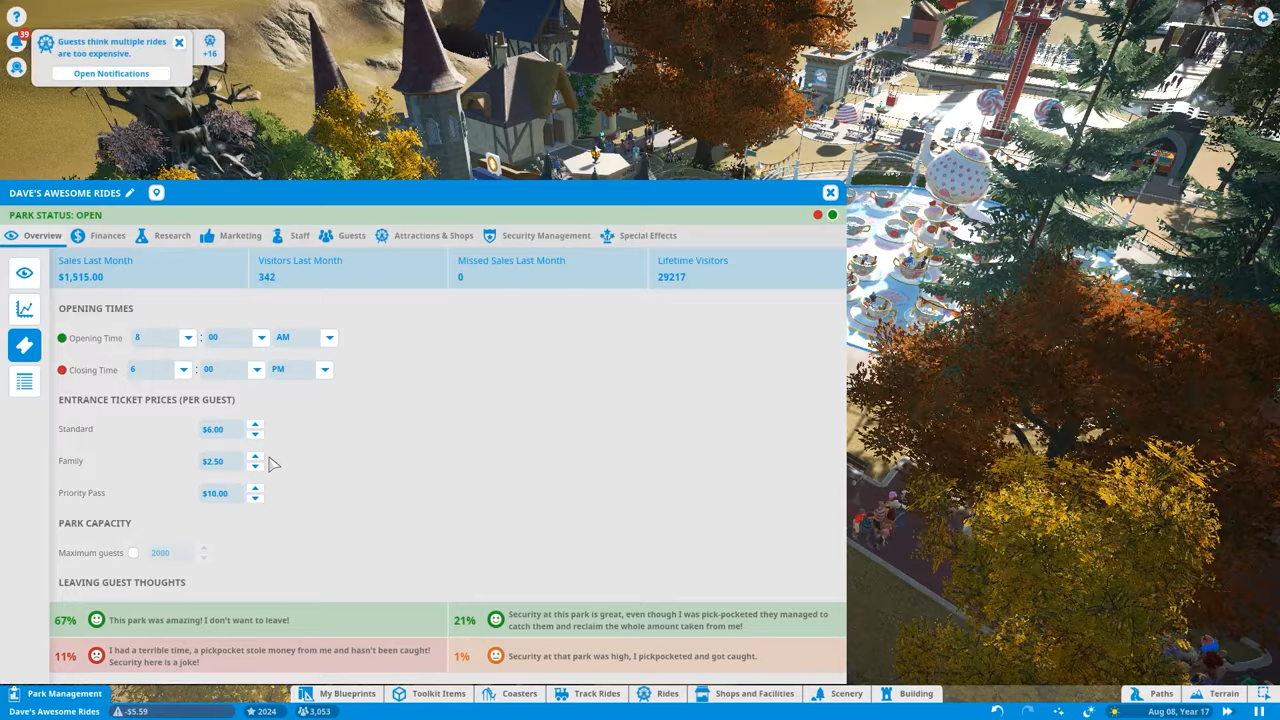 ?
39
Guests think multiple rides
are too expensive.
+16
Open Notifications
DAVE'S AWESOME RIDES
PARK STATUS: OPEN
Overview Finances Research Marketing Staff Guests Attractions & Shops Security Management Special Effects
Sales Last Month Visitors Last Month Missed Sales Last Month Lifetime Visitors
$1,515.00 342 0 29217
OPENING TIMES
Opening Time 8 : 00 AM
Closing Time 6 : 00 PM
ENTRANCE TICKET PRICES (PER GUEST)
Standard $6.00
Family $2.50
Priority Pass $10.00
PARK CAPACITY
Maximum guests 2000
LEAVING GUEST THOUGHTS
67% This park was amazing! I don't want to leave!
21% Security at this park is great, even though I was pick-pocketed they managed to
catch them and reclaim the whole amount taken from me!
11% I had a terrible time, a pickpocket stole money from me and hasn't been caught!
Security here is a joke!
1% Security at that park was high, I pickpocketed and got caught.
Park Management My Blueprints Toolkit Items Coasters Track Rides Rides Shops and Facilities Scenery Building Paths Terrain
Dave's Awesome Rides -$5.59 2024 3,053 Aug 08, Year 17